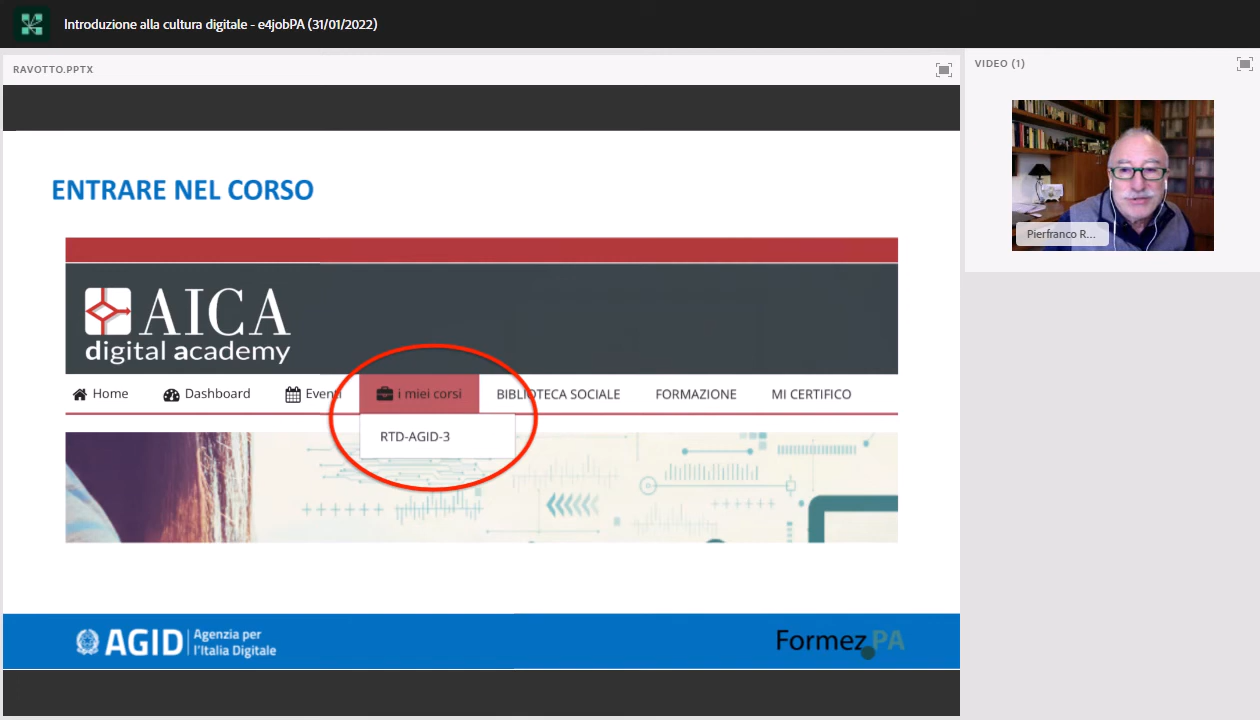 Introduzione alla cultura digitale - e4jobPA (31/01/2022)
RAVOTTO.PPTX
VIDEO (1)
Pierfranco R...
ENTRARE NEL CORSO
AICA
digital academy
Home Dashboard Eventi i miei corsi BIBLIOTECA SOCIALE FORMAZIONE MI CERTIFICO
RTD-AGID-3
AGID Agenzia per
l'Italia Digitale
FormezPA